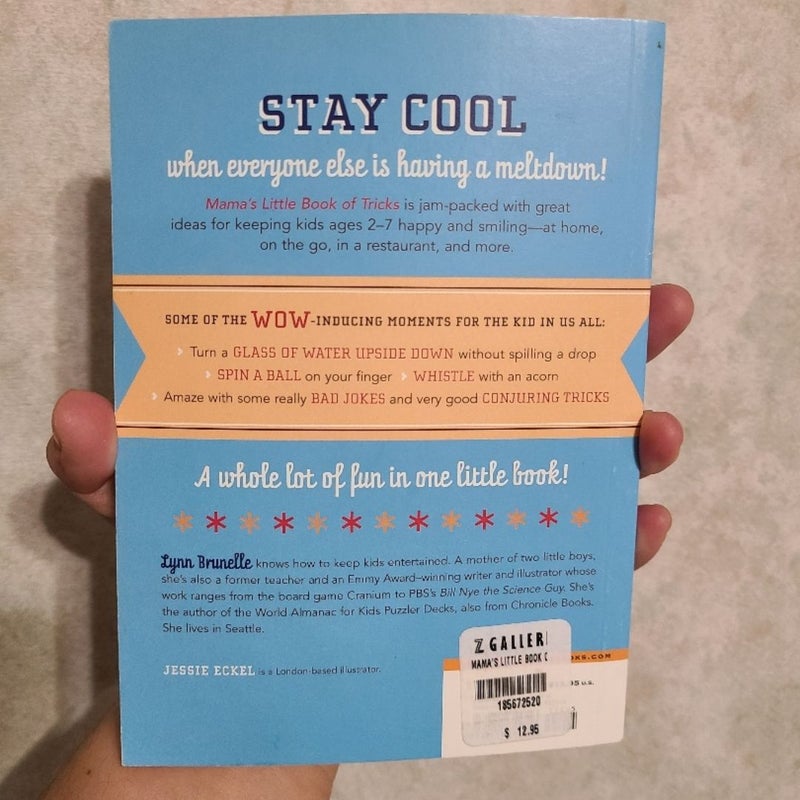 STAY COOL
when everyone else is having a meltdown!
Mama's Little Book of Tricks is jam-packed with great
ideas for keeping kids ages 2–7 happy and smiling—at home,
on the go, in a restaurant, and more.
SOME OF THE WOW-INDUCING MOMENTS FOR THE KID IN US ALL:
› Turn a GLASS OF WATER UPSIDE DOWN without spilling a drop
› SPIN A BALL on your finger › WHISTLE with an acorn
› Amaze with some really BAD JOKES and very good CONJURING TRICKS
A whole lot of fun in one little book!
Lynn Brunelle knows how to keep kids entertained. A mother of two little boys,
she's also a former teacher and an Emmy Award–winning writer and illustrator whose
work ranges from the board game Cranium to PBS's Bill Nye the Science Guy. She's
the author of the World Almanac for Kids Puzzler Decks, also from Chronicle Books.
She lives in Seattle.
JESSIE ECKEL is a London-based illustrator.
Z GALLERI
MAMA'S LITTLE BOOK
185672520
$ 12.95
.COM
95 U.S.